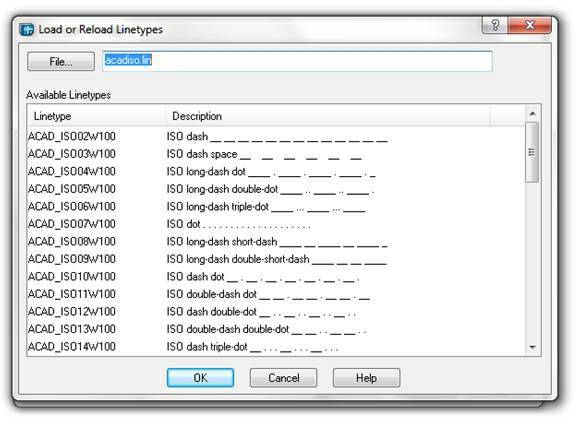 Load or Reload Linetypes
File... acadiso.lin
Available Linetypes
Linetype Description
ACAD_ISO02W100 ISO dash __ __ __ __ __ __ __ __ __ __ __ __ __
ACAD_ISO03W100 ISO dash space __ __ __ __ __ __
ACAD_ISO04W100 ISO long-dash dot ____ . ____ . ____ . ____ . _
ACAD_ISO05W100 ISO long-dash double-dot ____ .. ____ .. ____ .
ACAD_ISO06W100 ISO long-dash triple-dot ____ ... ____ ... ____
ACAD_ISO07W100 ISO dot . . . . . . . . . . . . . . . . . . . .
ACAD_ISO08W100 ISO long-dash short-dash ____ __ ____ __ ____ _
ACAD_ISO09W100 ISO long-dash double-short-dash ____ __ __ ____
ACAD_ISO10W100 ISO dash dot __ . __ . __ . __ . __ . __ . __ .
ACAD_ISO11W100 ISO double-dash dot __ __ . __ __ . __ __ . __
ACAD_ISO12W100 ISO dash double-dot __ . . __ . . __ . . __ . .
ACAD_ISO13W100 ISO double-dash double-dot __ __ . . __ __ . .
ACAD_ISO14W100 ISO dash triple-dot __ . . . __ . . . __ . . .
OK Cancel Help